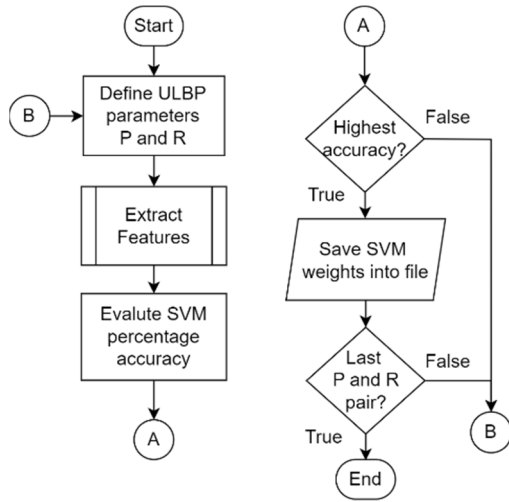 Start
B
Define ULBP
parameters
P and R
Extract
Features
Evalute SVM
percentage
accuracy
A
A
Highest
accuracy?
False
True
Save SVM
weights into file
Last
P and R
pair?
False
True
B
End